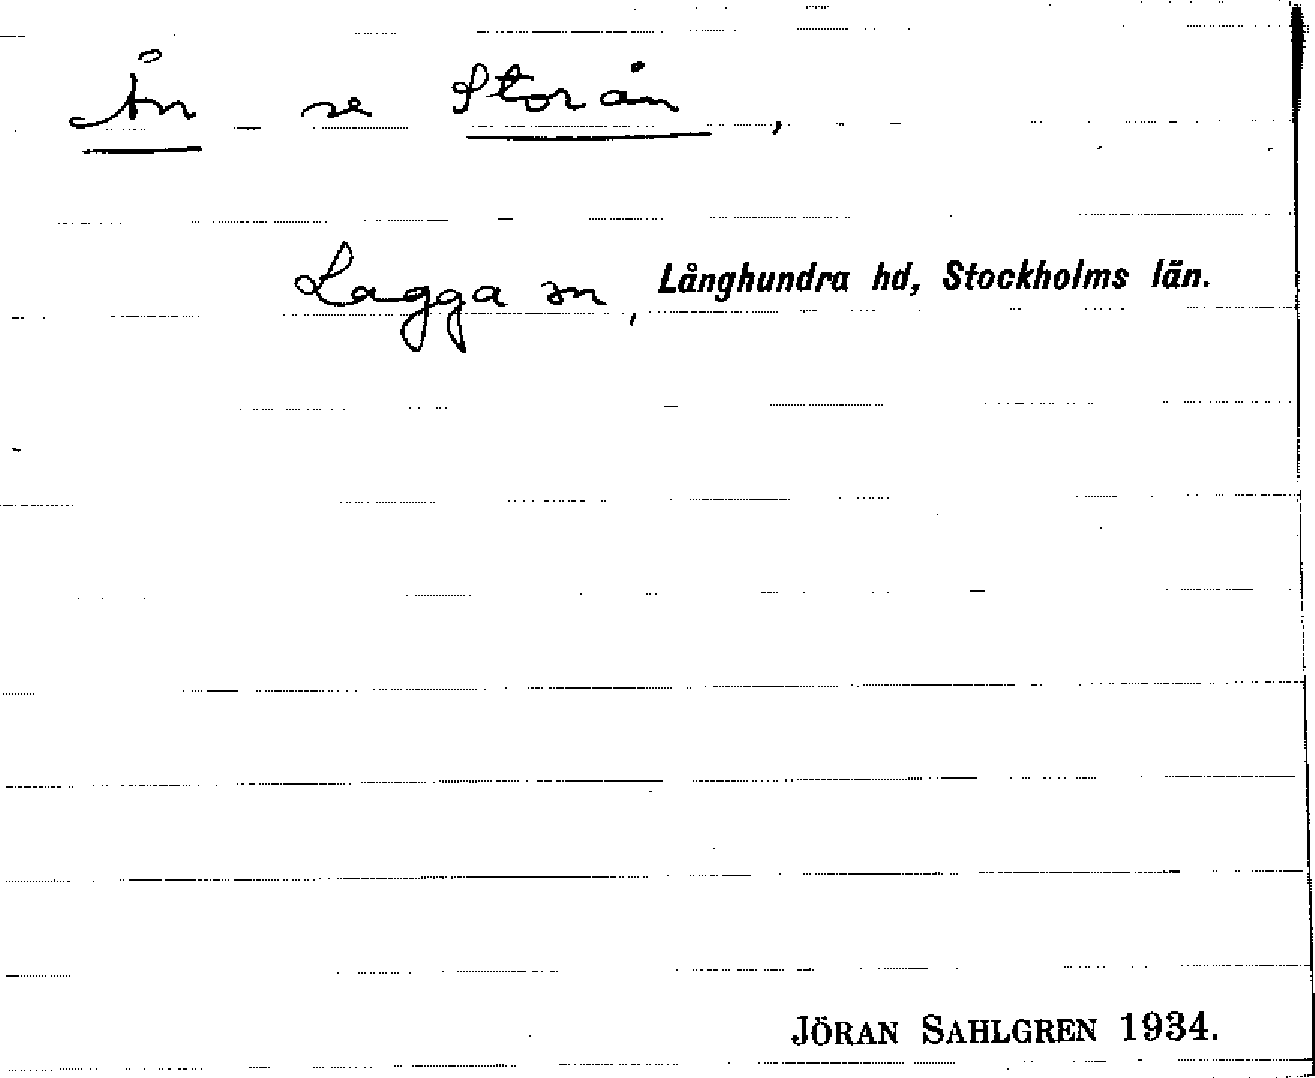 Ån se Storån,
Lagga sn, Långhundra hd, Stockholms län.
JÖRAN SAHLGREN 1934.